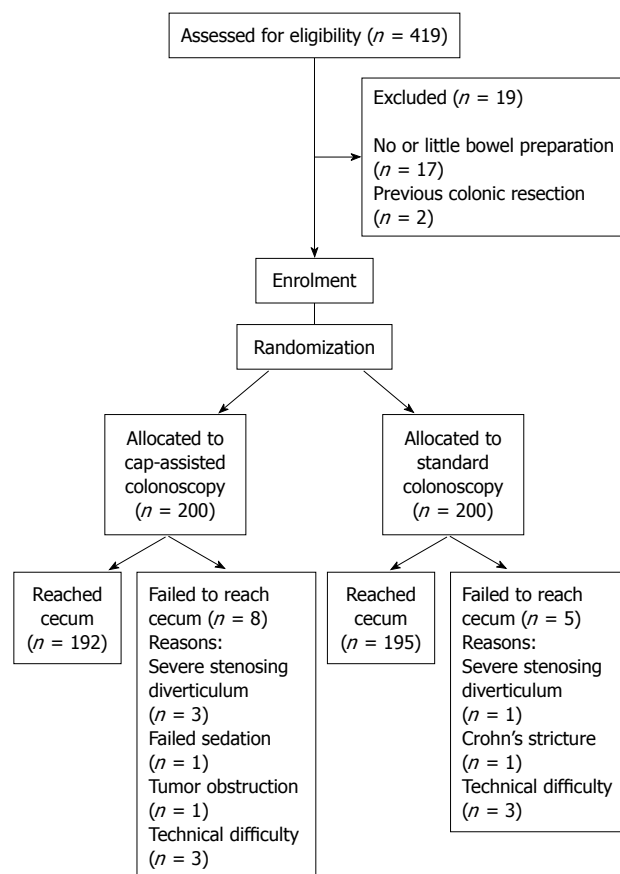 Assessed for eligibility (n = 419)
Excluded (n = 19)
No or little bowel preparation
(n = 17)
Previous colonic resection
(n = 2)
Enrolment
Randomization
Allocated to
cap-assisted
colonoscopy
(n = 200)
Allocated to
standard
colonoscopy
(n = 200)
Reached
cecum
(n = 192)
Failed to reach
cecum (n = 8)
Reasons:
Severe stenosing
diverticulum
(n = 3)
Failed sedation
(n = 1)
Tumor obstruction
(n = 1)
Technical difficulty
(n = 3)
Reached
cecum
(n = 195)
Failed to reach
cecum (n = 5)
Reasons:
Severe stenosing
diverticulum
(n = 1)
Crohn's stricture
(n = 1)
Technical difficulty
(n = 3)